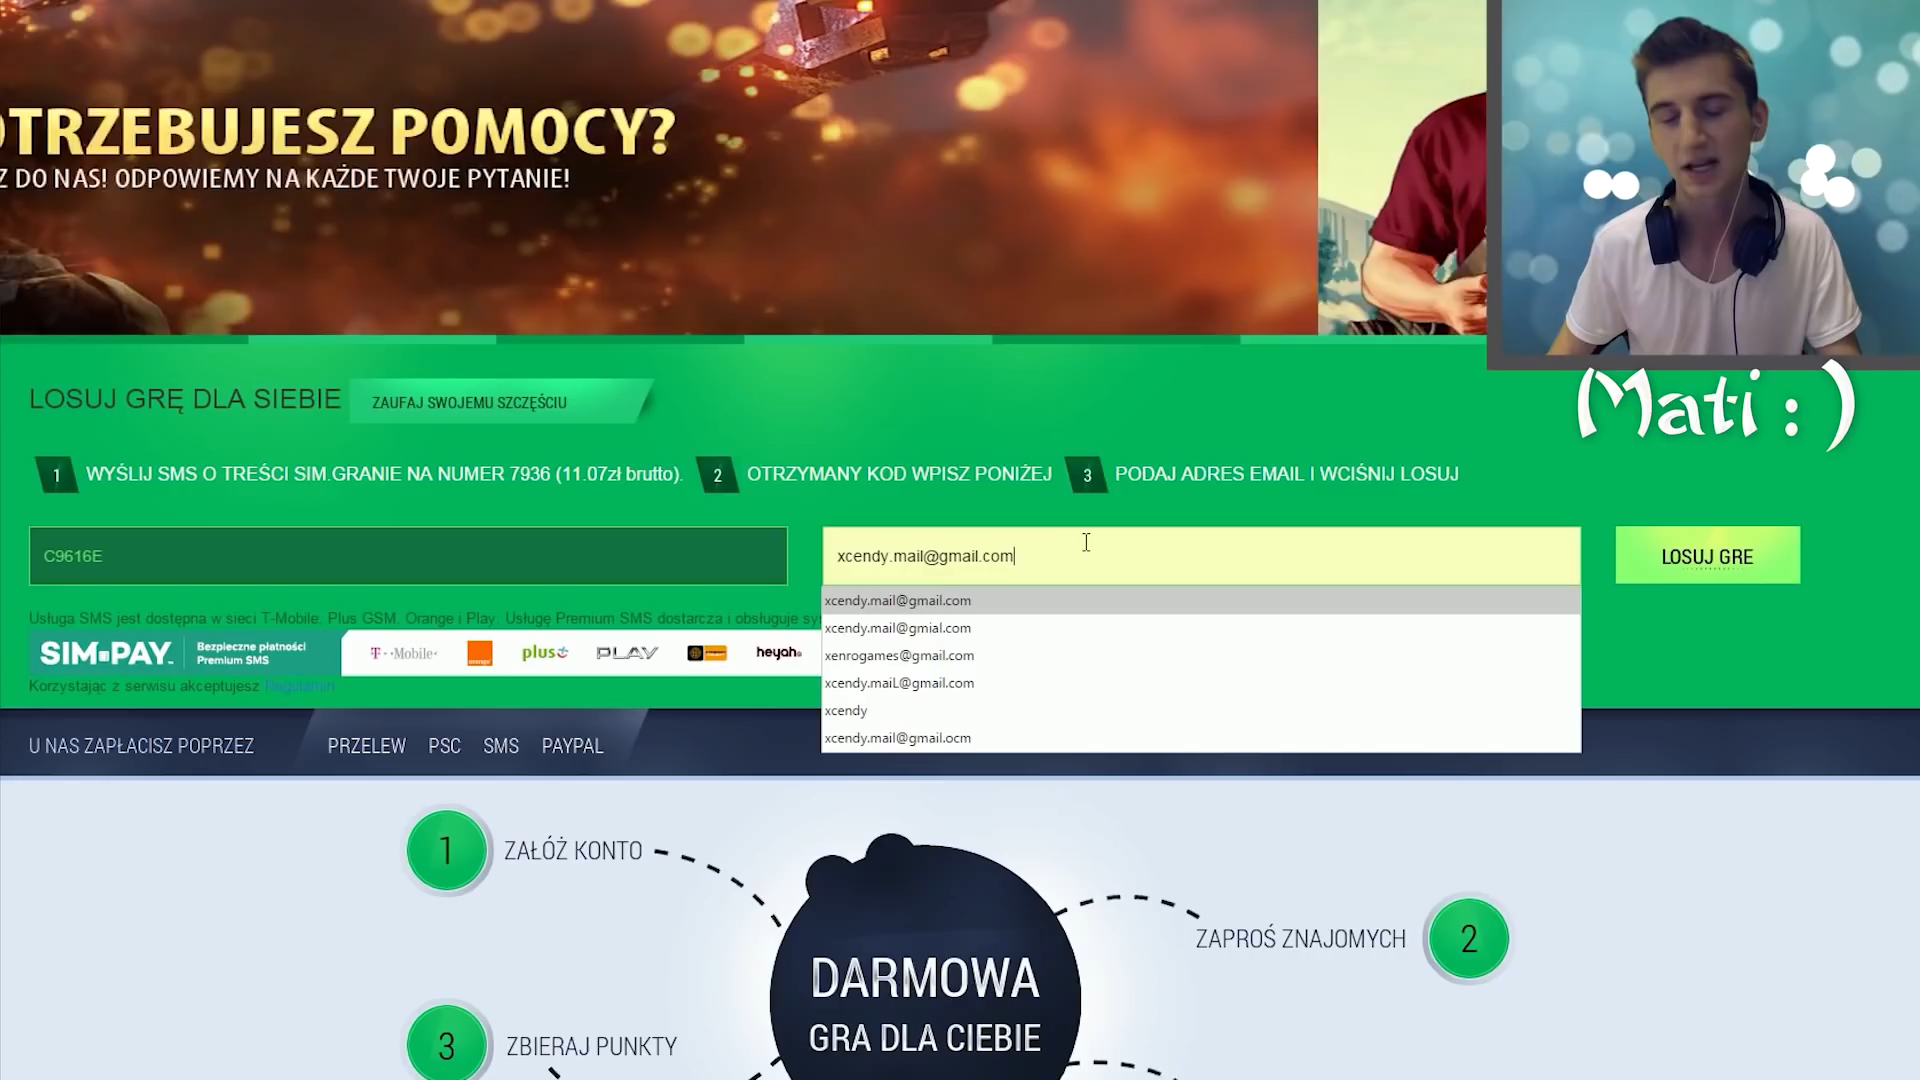 OTRZEBUJESZ POMOCY?
Z DO NAS! ODPOWIEMY NA KAŻDE TWOJE PYTANIE!
(Mati : )
LOSUJ GRĘ DLA SIEBIE
ZAUFAJ SWOJEMU SZCZĘŚCIU
1 WYŚLIJ SMS O TREŚCI SIM.GRANIE NA NUMER 7936 (11.07zł brutto).
2 OTRZYMANY KOD WPISZ PONIŻEJ
3 PODAJ ADRES EMAIL I WCIŚNIJ LOSUJ
C9616E
xcendy.mail@gmail.com
LOSUJ GRE
xcendy.mail@gmail.com
xcendy.mail@gmial.com
xenrogames@gmail.com
xcendy.maiL@gmail.com
xcendy
xcendy.mail@gmail.ocm
Usługa SMS jest dostępna w sieci T-Mobile. Plus GSM. Orange i Play. Usługę Premium SMS dostarcza i obsługuje sy
SIM PAY
Bezpieczne płatności
Premium SMS
T-Mobile
orange
plus
PLAY
heyah
Korzystając z serwisu akceptujesz Regulamin
U NAS ZAPŁACISZ POPRZEZ
PRZELEW PSC SMS PAYPAL
1 ZAŁÓŻ KONTO
ZAPROŚ ZNAJOMYCH 2
DARMOWA
GRA DLA CIEBIE
3 ZBIERAJ PUNKTY